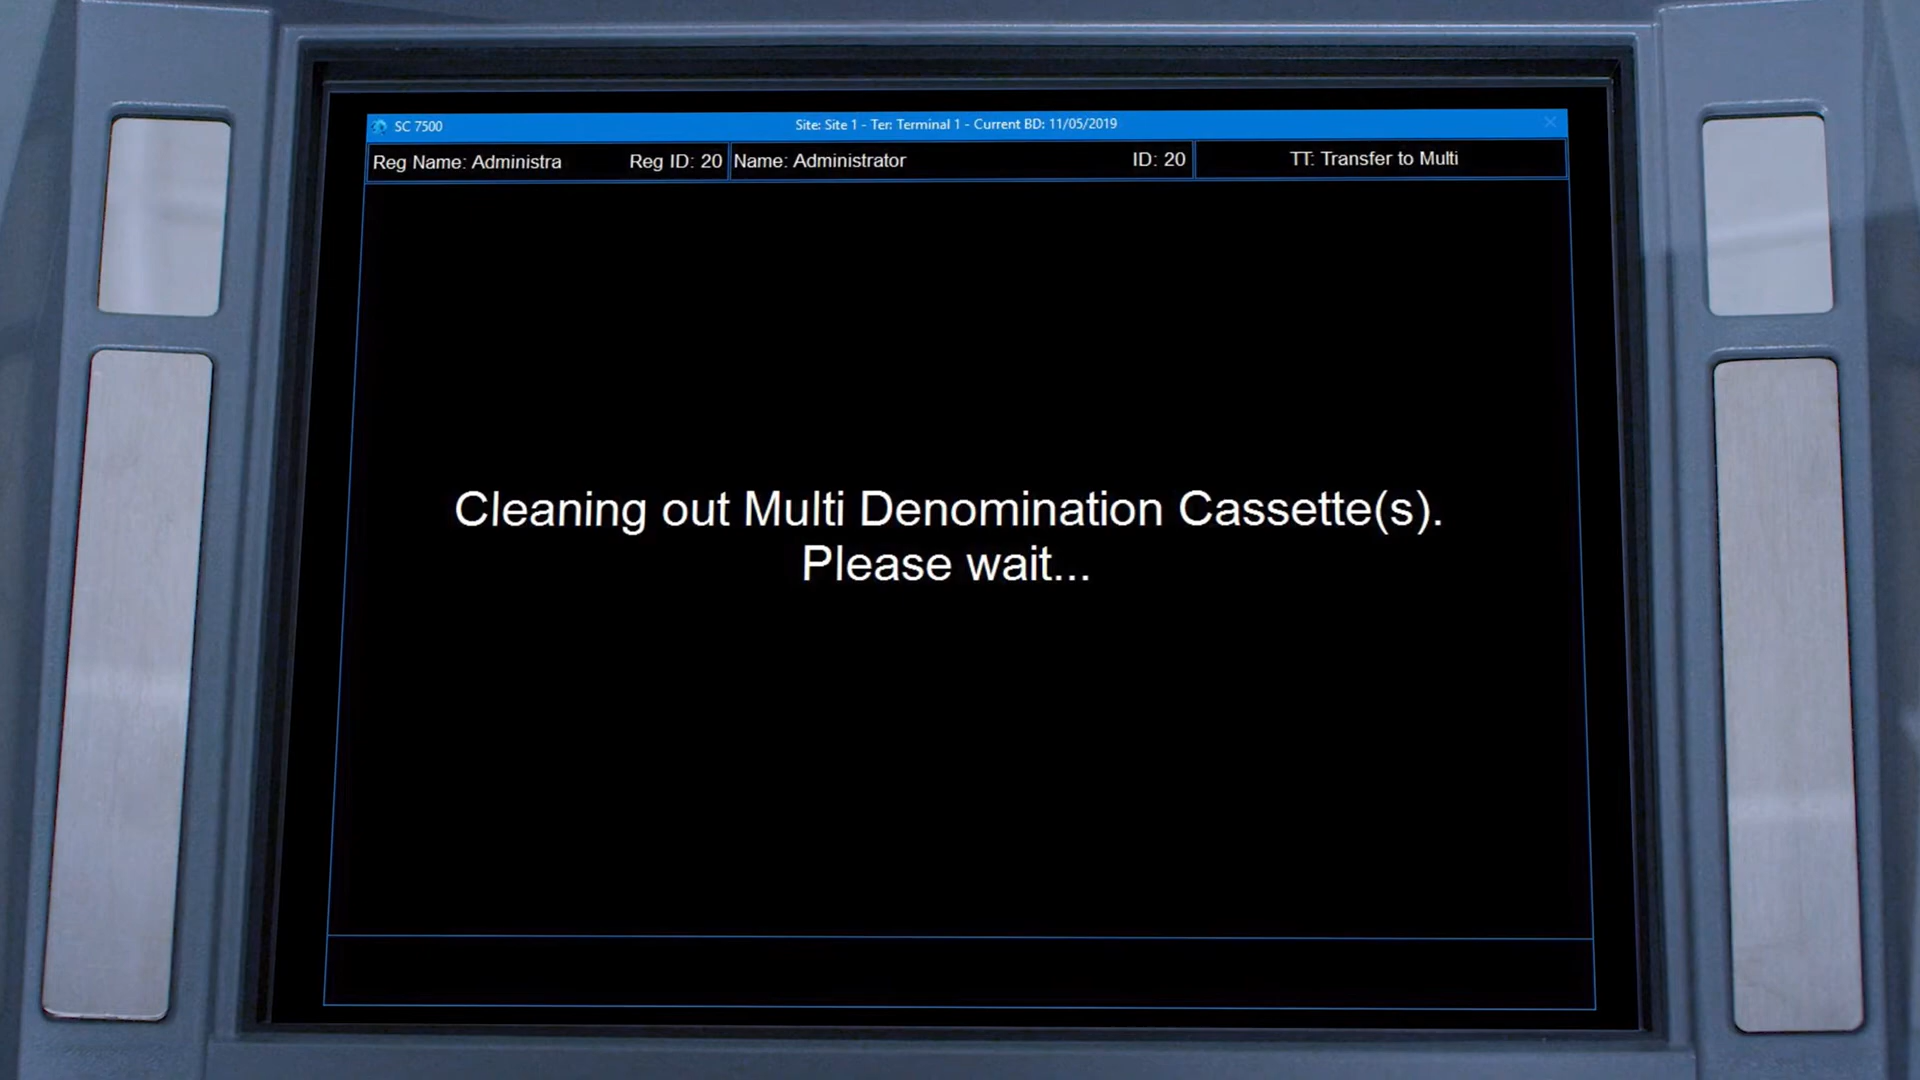 SC 7500
Site: Site 1 - Ter: Terminal 1 - Current BD: 11/05/2019
Reg Name: Administra Reg ID: 20 Name: Administrator ID: 20 TT: Transfer to Multi
Cleaning out Multi Denomination Cassette(s).
Please wait...